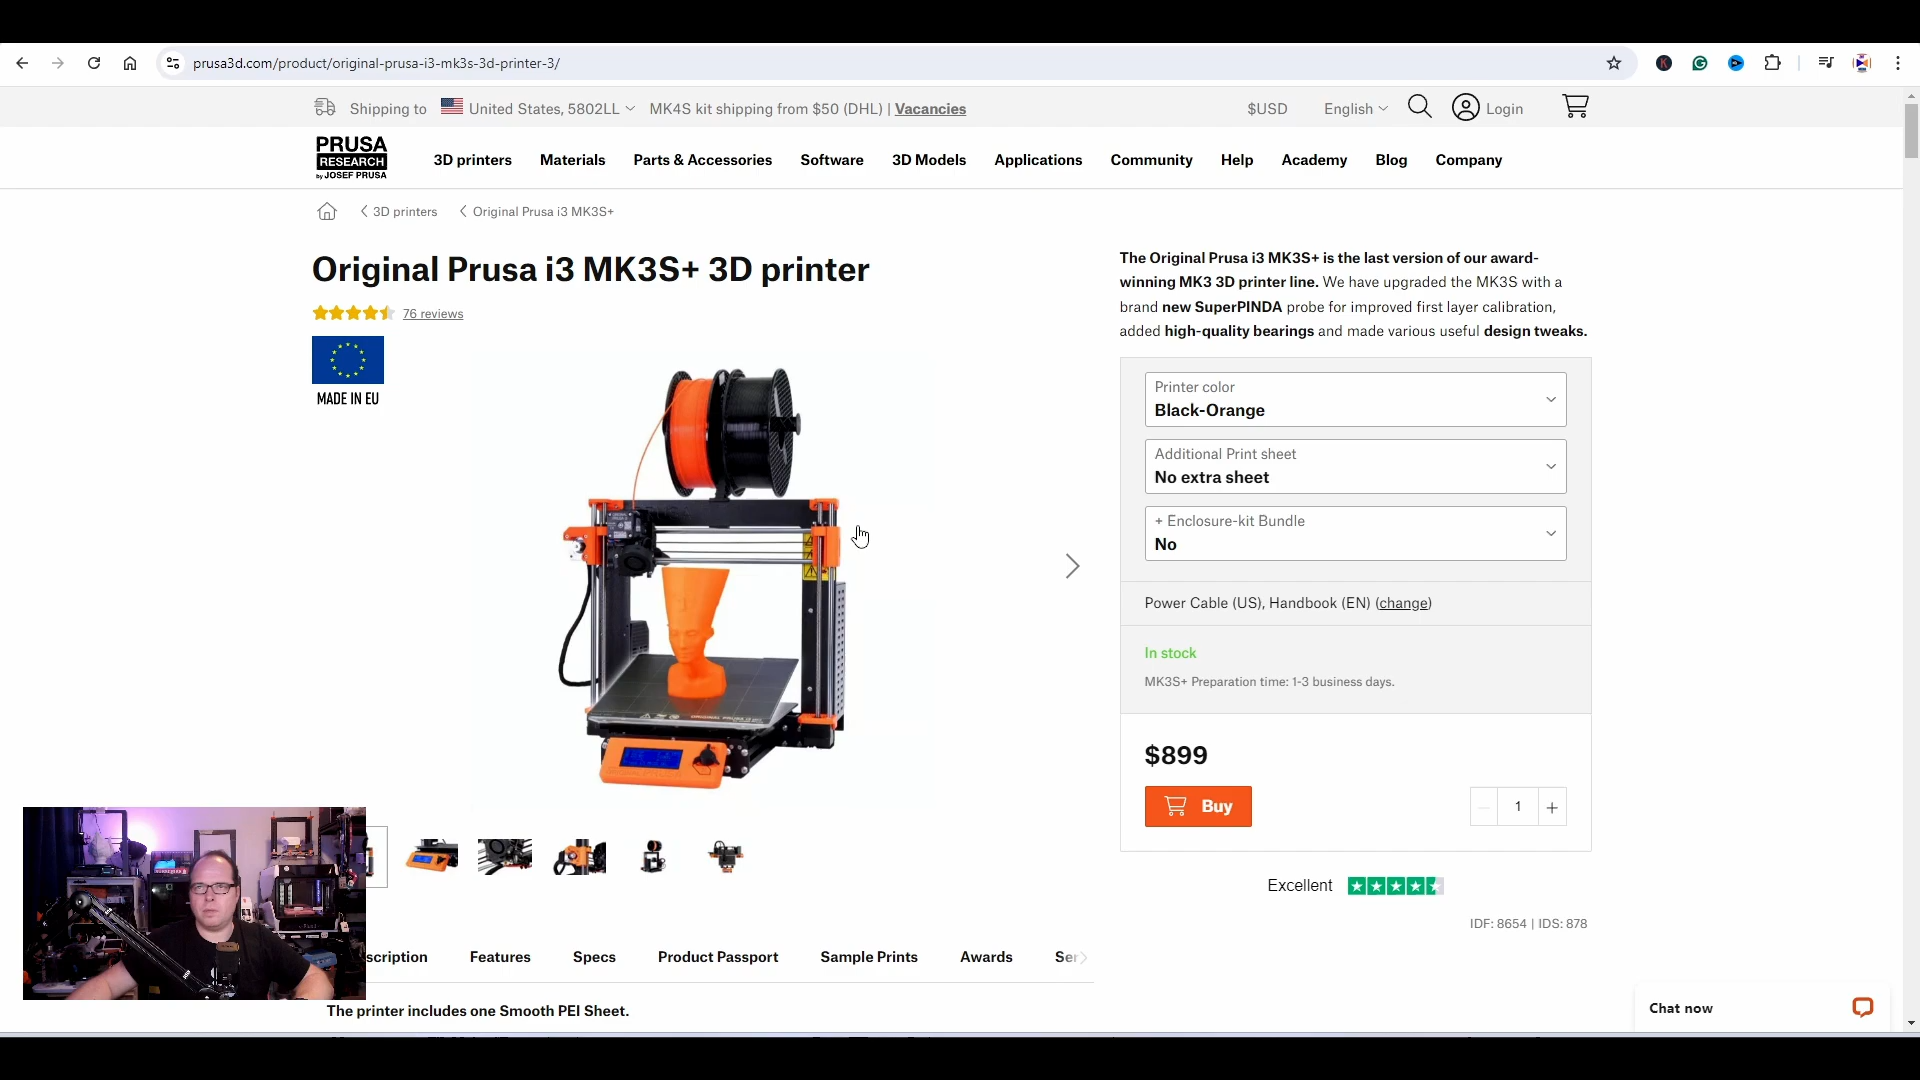 prusa3d.com/product/original-prusa-i3-mk3s-3d-printer-3/
Shipping to United States, 5802LL MK4S kit shipping from $50 (DHL) | Vacancies $USD English Login
PRUSA
RESEARCH
by JOSEF PRUSA
3D printers Materials Parts & Accessories Software 3D Models Applications Community Help Academy Blog Company
3D printers Original Prusa i3 MK3S+
Original Prusa i3 MK3S+ 3D printer
76 reviews
MADE IN EU
The Original Prusa i3 MK3S+ is the last version of our award-
winning MK3 3D printer line. We have upgraded the MK3S with a
brand new SuperPINDA probe for improved first layer calibration,
added high-quality bearings and made various useful design tweaks.
Printer color
Black-Orange
Additional Print sheet
No extra sheet
+ Enclosure-kit Bundle
No
Power Cable (US), Handbook (EN) (change)
In stock
MK3S+ Preparation time: 1-3 business days.
$899
Buy
1
Excellent
IDF: 8654 | IDS: 878
scription Features Specs Product Passport Sample Prints Awards Ser
The printer includes one Smooth PEI Sheet.
Chat now